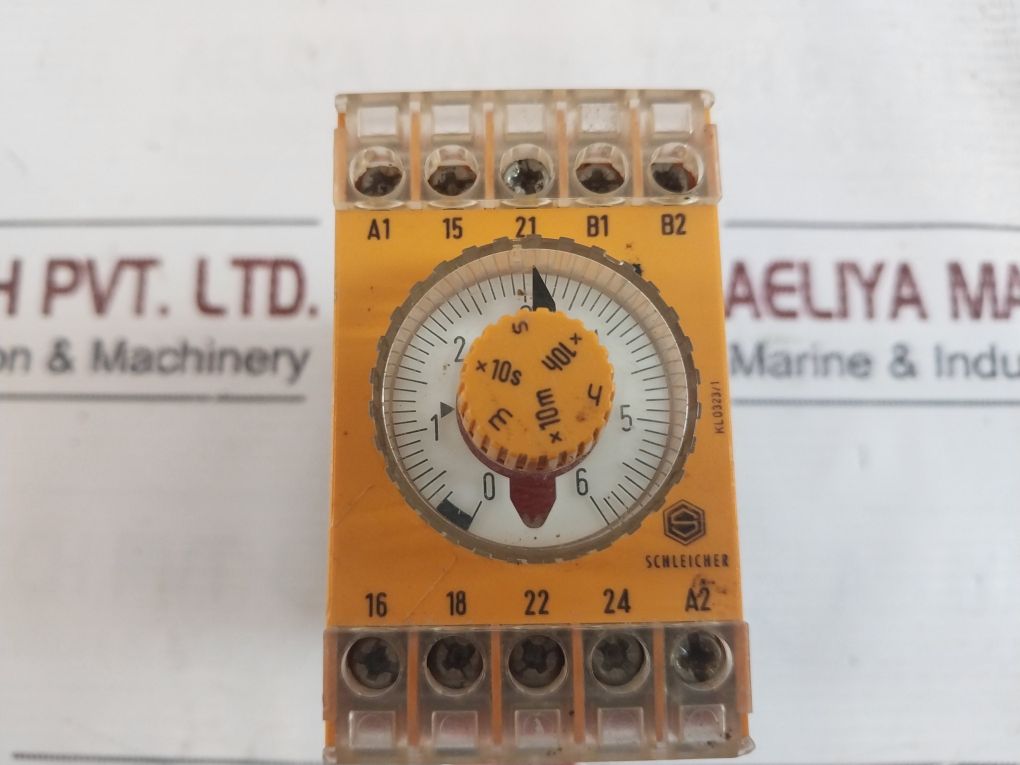 A1 15 21 B1 B2
H PVT. LTD.
AELIYA MA
on & Machinery
Marine & Indu
0 1 2 5 6
s
×10s
m
×10m
h
×10h
KL0323/1
SCHLEICHER
16 18 22 24 A2